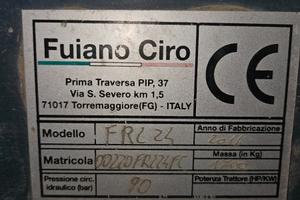 Fuiano Ciro
CE
Prima Traversa PIP, 37
Via S. Severo km 1,5
71017 Torremaggiore(FG) - ITALY
Modello FRC 24
Anno di Fabbricazione
Matricola
Massa (in Kg)
Pressione circ. idraulico (bar) 90
Potenza Trattore (HP/KW)